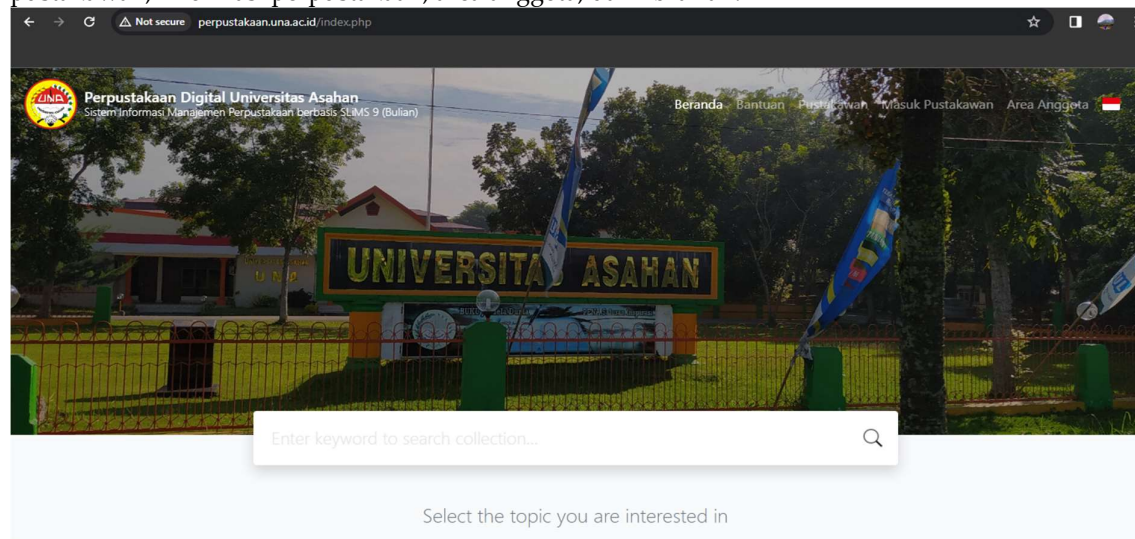 Not secure perpustakaan.una.ac.id/index.php
UNA
Perpustakaan Digital Universitas Asahan
Sistem Informasi Manajemen Perpustakaan berbasis SLiMS 9 (Bulian)
Beranda Bantuan Pustakawan Masuk Pustakawan Area Anggota
UNA
UNIVERSITAS ASAHAN
Enter keyword to search collection...
Select the topic you are interested in